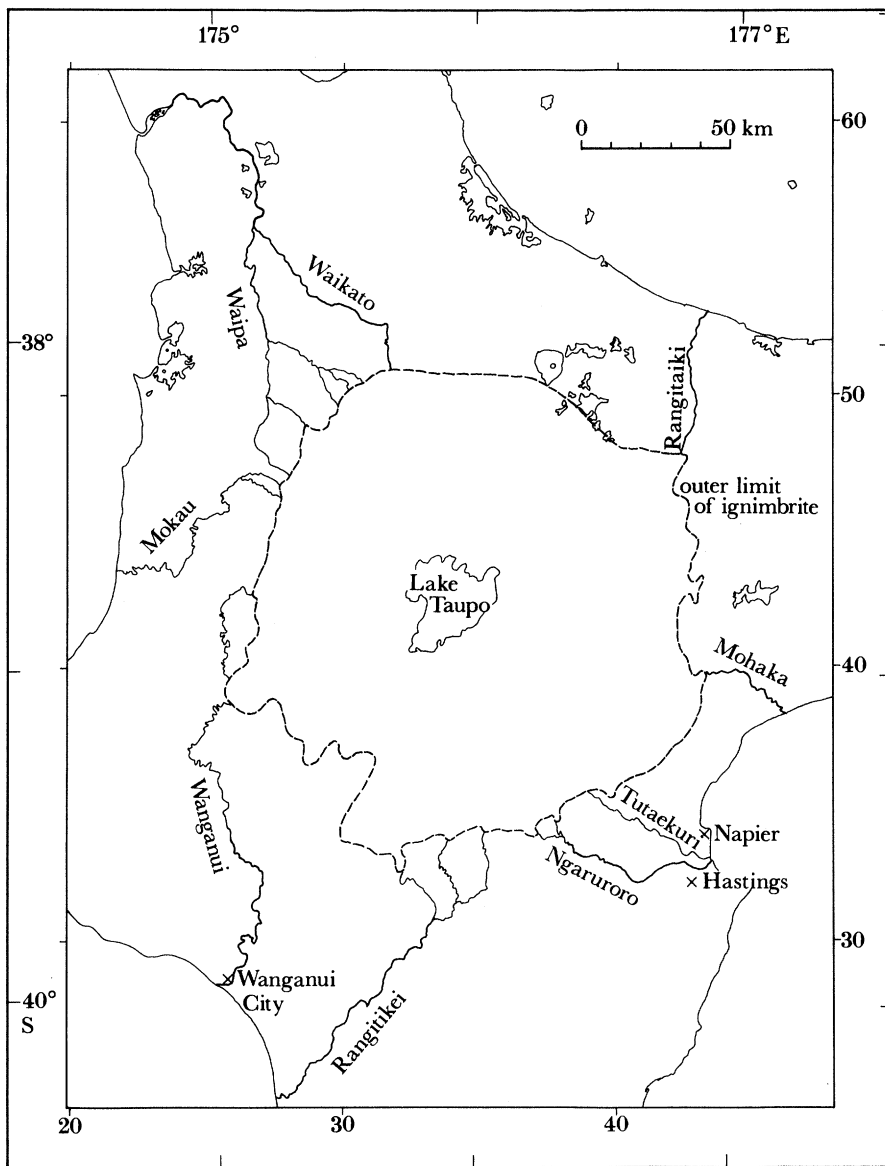 175°
177° E
0
50 km
60
Waikato
Waipa
38°
Rangitaiki
50
outer limit
of ignimbrite
Mokau
Lake
Taupo
40
Mohaka
Wanganui
Tutaekuri
Napier
Ngaruroro
Hastings
30
Wanganui
City
40°
S
Rangitikei
20
30
40